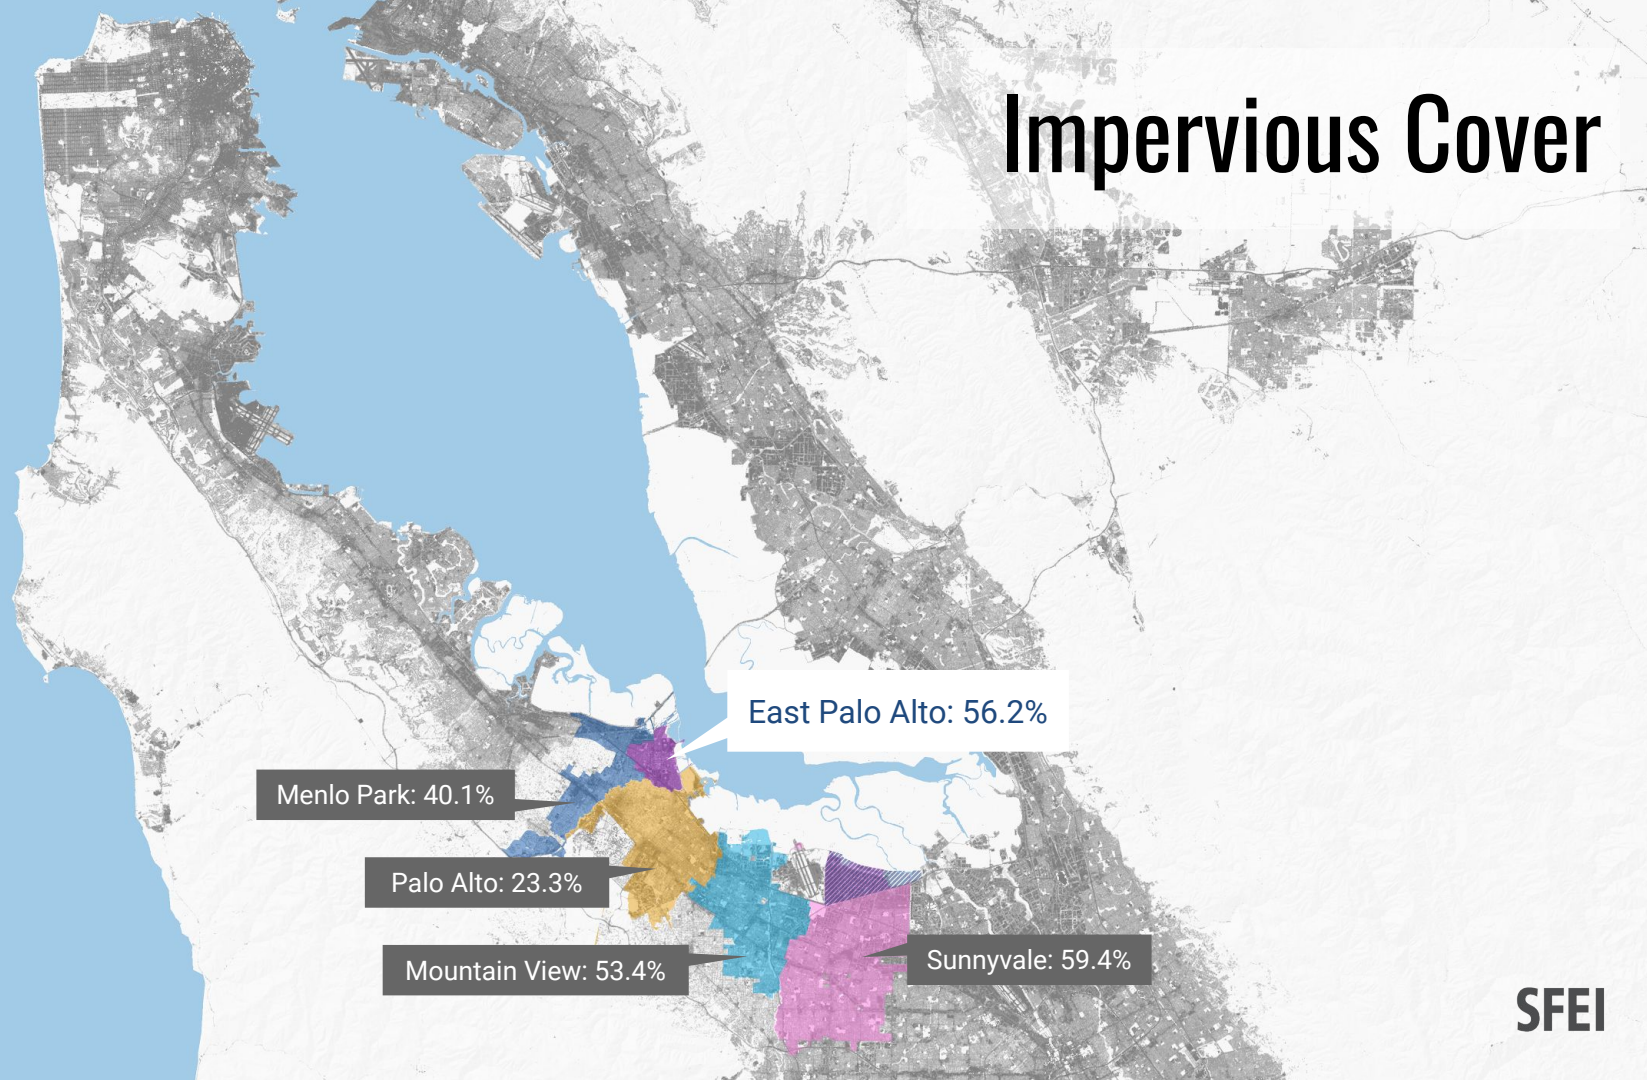 Impervious Cover
East Palo Alto: 56.2%
Menlo Park: 40.1%
Palo Alto: 23.3%
Mountain View: 53.4%
Sunnyvale: 59.4%
SFEI